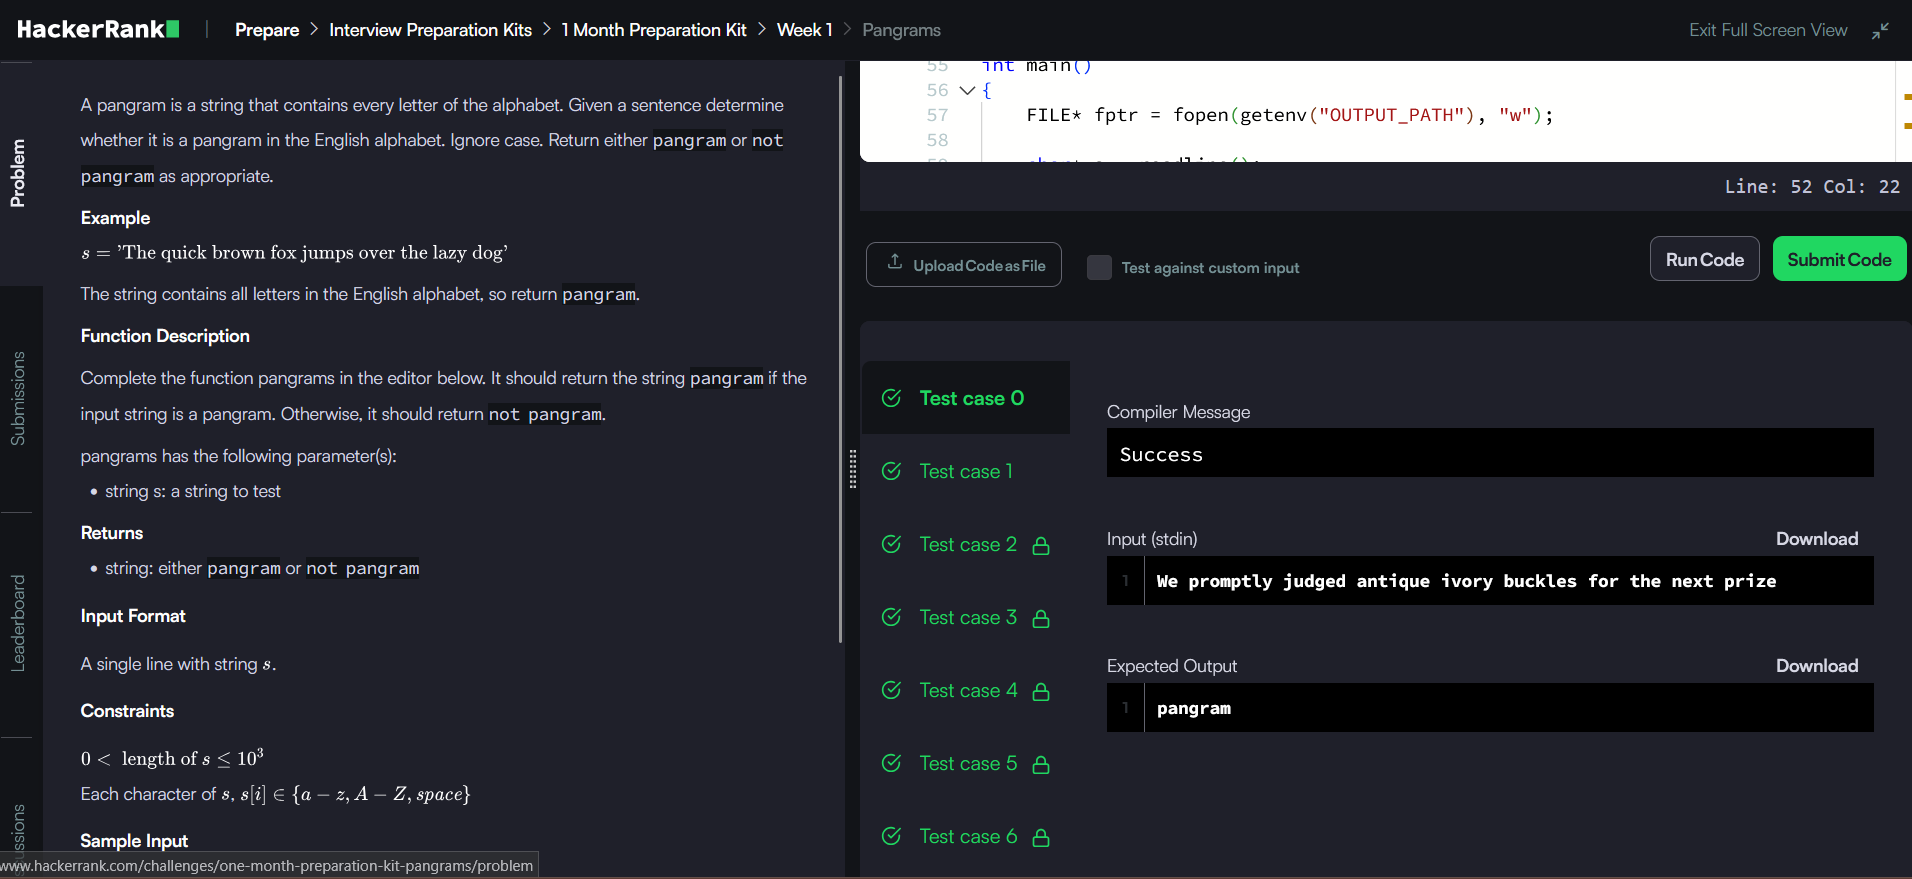 HackerRank
Prepare > Interview Preparation Kits > 1 Month Preparation Kit > Week 1 > Pangrams
Exit Full Screen View
Problem
Submissions
Leaderboard
A pangram is a string that contains every letter of the alphabet. Given a sentence determine
whether it is a pangram in the English alphabet. Ignore case. Return either pangram or not
pangram as appropriate.
Example
s = 'The quick brown fox jumps over the lazy dog'
The string contains all letters in the English alphabet, so return pangram.
Function Description
Complete the function pangrams in the editor below. It should return the string pangram if the
input string is a pangram. Otherwise, it should return not pangram.
pangrams has the following parameter(s):
• string s: a string to test
Returns
• string: either pangram or not pangram
Input Format
A single line with string s.
Constraints
0 < length of s ≤ 10³
Each character of s, s[i] ∈ {a − z, A − Z, space}
Sample Input
www.hackerrank.com/challenges/one-month-preparation-kit-pangrams/problem
55 int main()
56 {
57 FILE* fptr = fopen(getenv("OUTPUT_PATH"), "w");
58
Line: 52 Col: 22
Upload Code as File
Test against custom input
Run Code
Submit Code
Test case 0
Test case 1
Test case 2
Test case 3
Test case 4
Test case 5
Test case 6
Compiler Message
Success
Input (stdin)
Download
1 We promptly judged antique ivory buckles for the next prize
Expected Output
Download
1 pangram